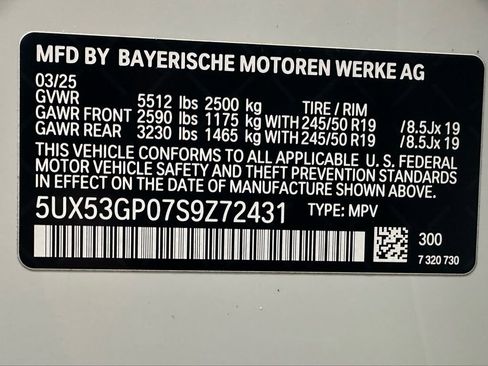 MFD BY BAYERISCHE MOTOREN WERKE AG
03/25
GVWR 5512 lbs 2500 kg TIRE / RIM
GAWR FRONT 2590 lbs 1175 kg WITH 245/50 R19 /8.5Jx 19
GAWR REAR 3230 lbs 1465 kg WITH 245/50 R19 /8.5Jx 19
THIS VEHICLE CONFORMS TO ALL APPLICABLE U. S. FEDERAL
MOTOR VEHICLE SAFETY AND THEFT PREVENTION STANDARDS
IN EFFECT ON THE DATE OF MANUFACTURE SHOWN ABOVE.
5UX53GP07S9Z72431 TYPE: MPV
300
7 320 730